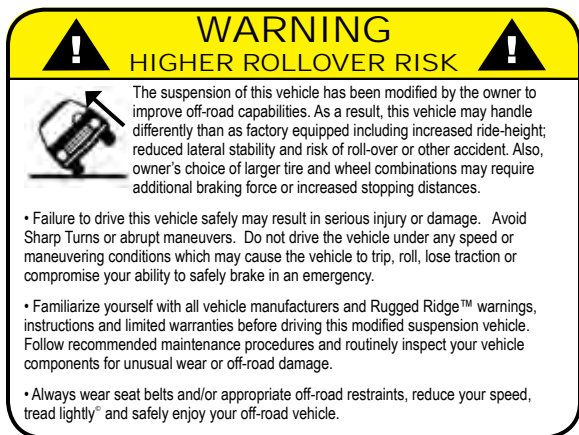 WARNING
HIGHER ROLLOVER RISK
The suspension of this vehicle has been modified by the owner to
improve off-road capabilities. As a result, this vehicle may handle
differently than as factory equipped including increased ride-height;
reduced lateral stability and risk of roll-over or other accident. Also,
owner's choice of larger tire and wheel combinations may require
additional braking force or increased stopping distances.
• Failure to drive this vehicle safely may result in serious injury or damage. Avoid
Sharp Turns or abrupt maneuvers. Do not drive the vehicle under any speed or
maneuvering conditions which may cause the vehicle to trip, roll, lose traction or
compromise your ability to safely brake in an emergency.
• Familiarize yourself with all vehicle manufacturers and Rugged Ridge™ warnings,
instructions and limited warranties before driving this modified suspension vehicle.
Follow recommended maintenance procedures and routinely inspect your vehicle
components for unusual wear or off-road damage.
• Always wear seat belts and/or appropriate off-road restraints, reduce your speed,
tread lightly© and safely enjoy your off-road vehicle.